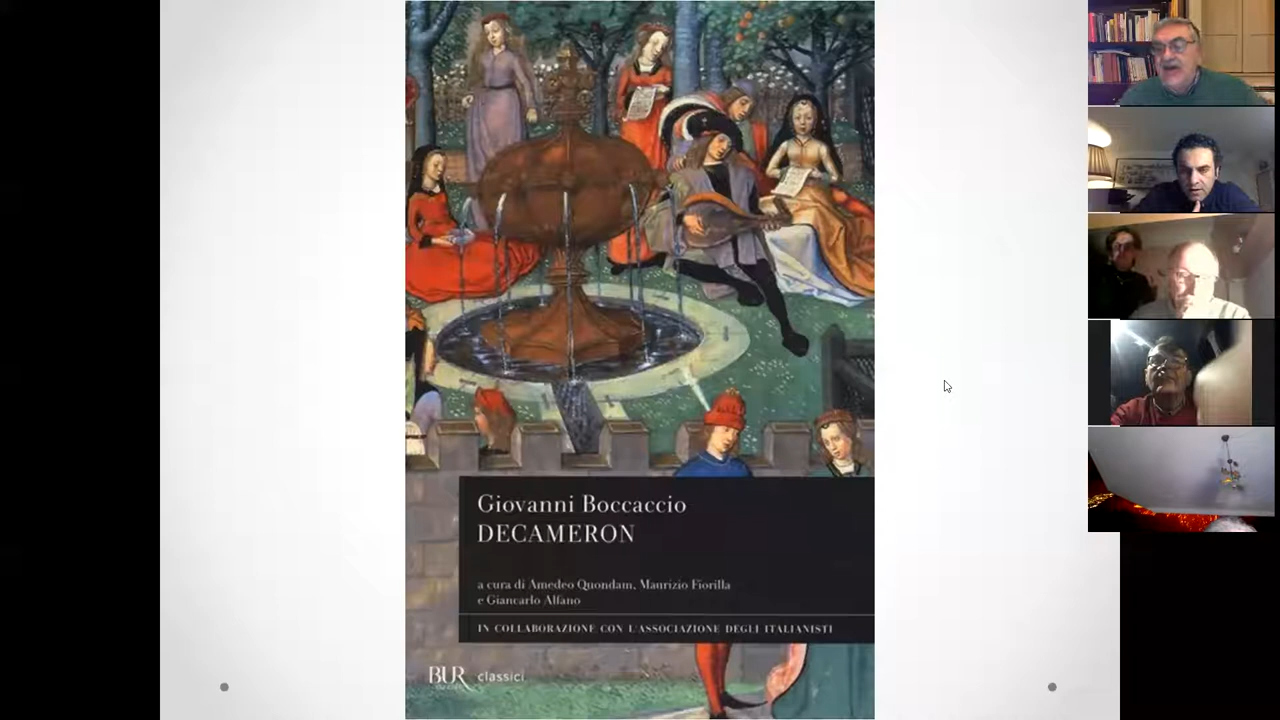 Giovanni Boccaccio
DECAMERON
a cura di Amedeo Quondam, Maurizio Fiorilla
e Giancarlo Alfano
IN COLLABORAZIONE CON L'ASSOCIAZIONE DEGLI ITALIANISTI
BUR classici